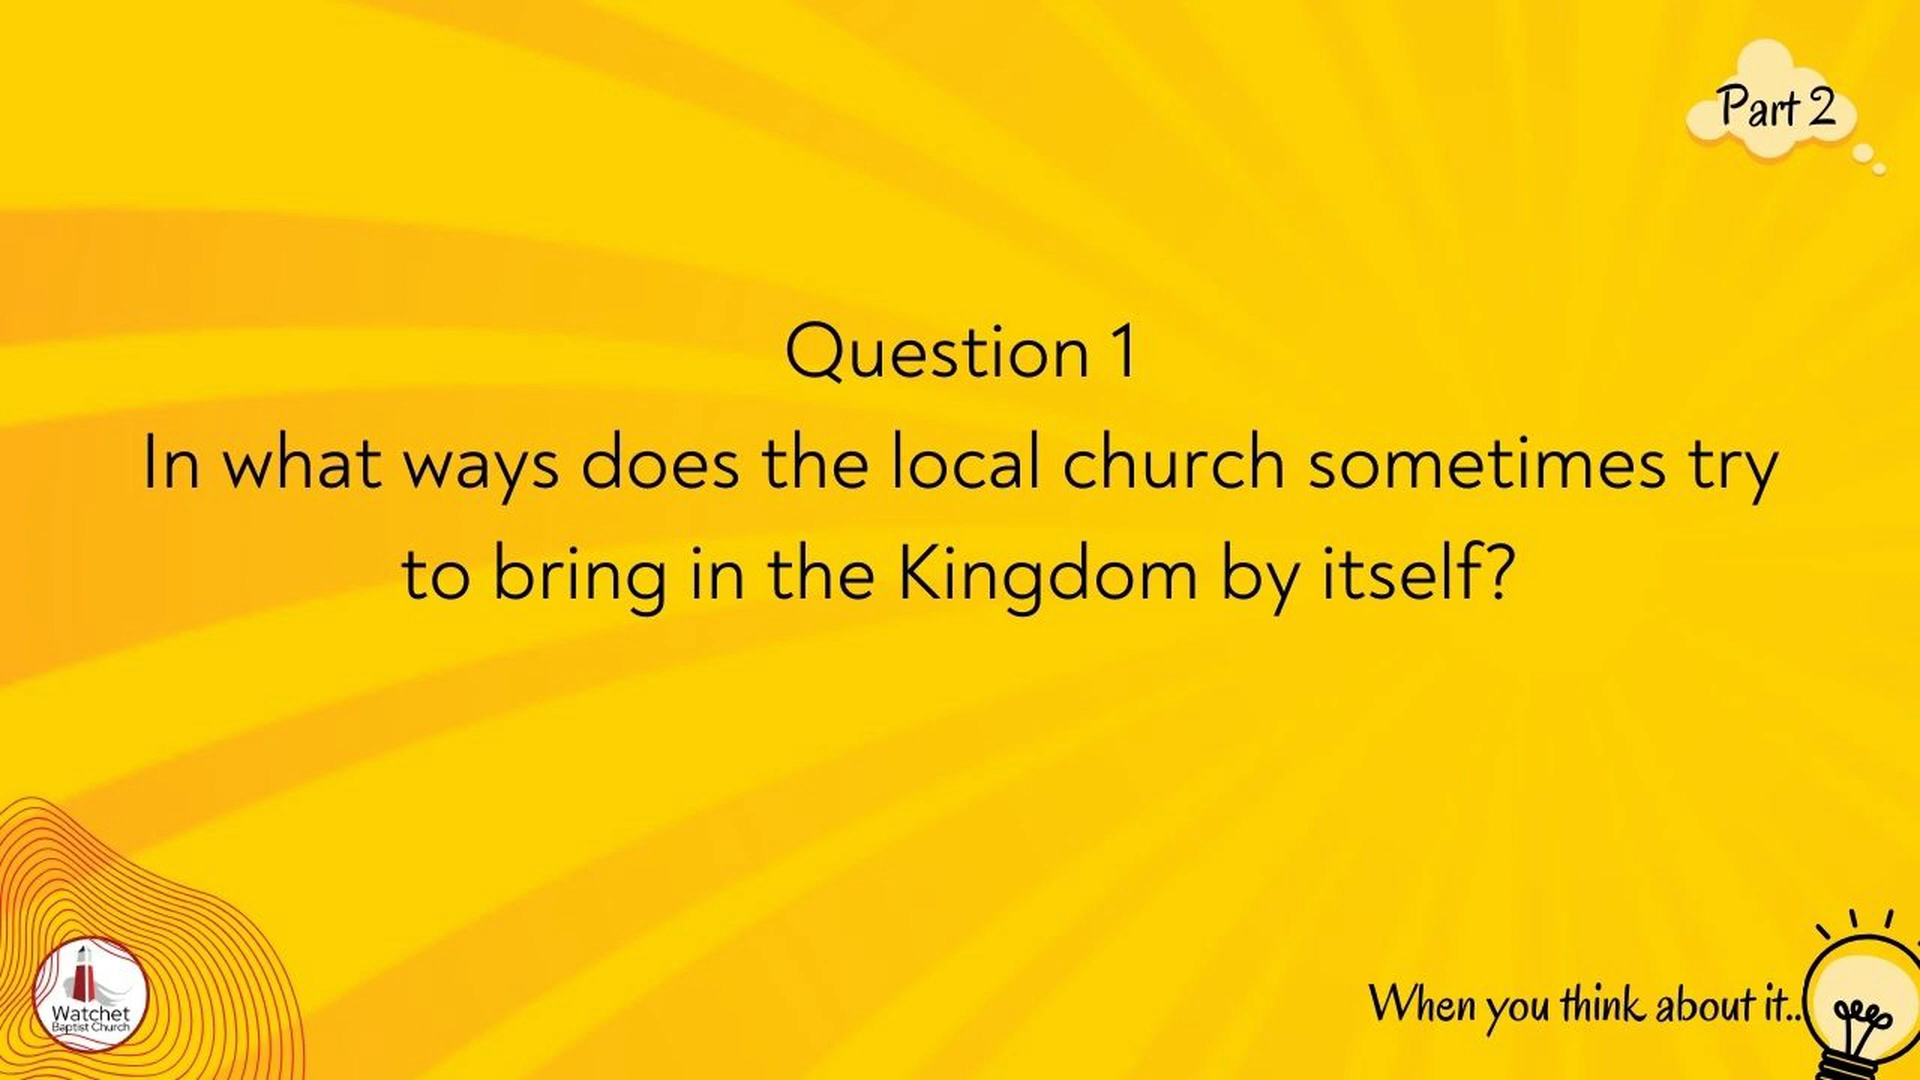 Part 2
Question 1
In what ways does the local church sometimes try
to bring in the Kingdom by itself?
Watchet
Baptist Church
When you think about it..